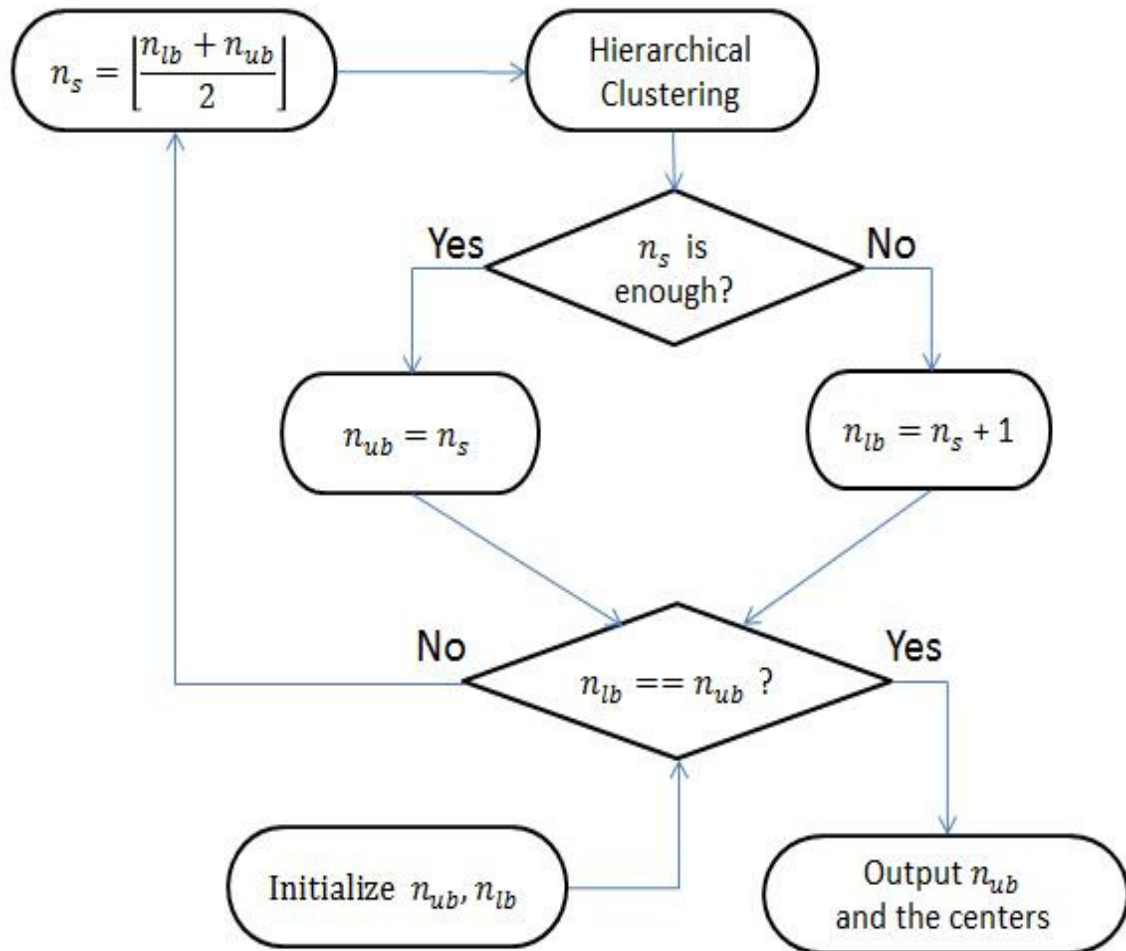 n_s = ⌊(n_lb + n_ub)/2⌋
Hierarchical
Clustering
Yes
n_s is
enough?
No
n_ub = n_s
n_lb = n_s + 1
No
n_lb == n_ub ?
Yes
Initialize n_ub, n_lb
Output n_ub
and the centers